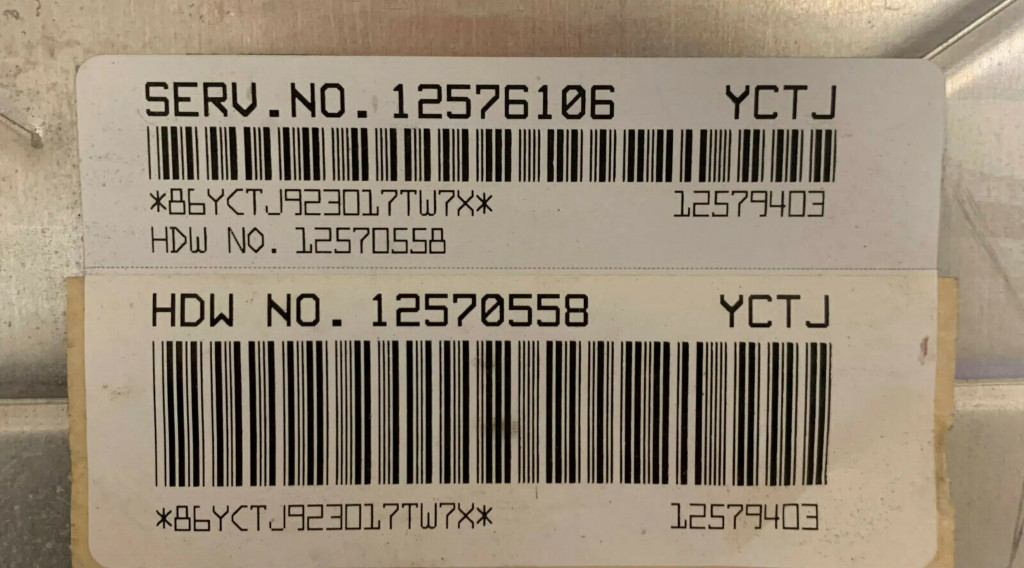 SERV.NO. 12576106 YCTJ
*86YCTJ923017TW7X* 12579403
HDW NO. 12570558
HDW NO. 12570558 YCTJ
*86YCTJ923017TW7X* 12579403